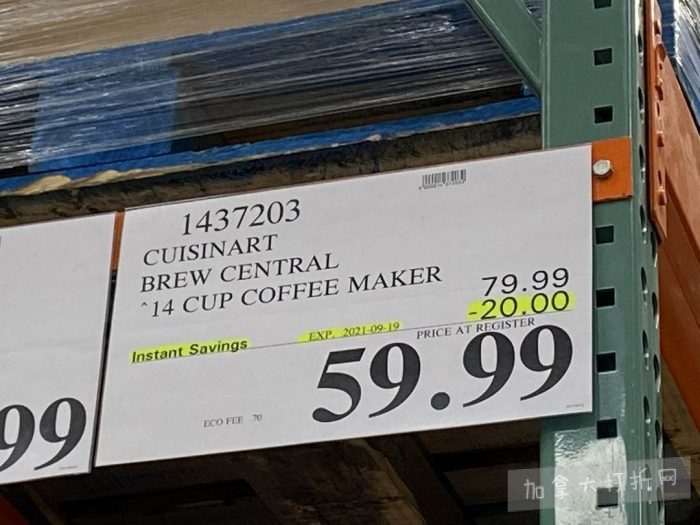 1437203
CUISINART
BREW CENTRAL
^14 CUP COFFEE MAKER
79.99
-20.00
Instant Savings
EXP. 2021-09-19
PRICE AT REGISTER
59.99
ECO FEE 70
99
加拿大打折网